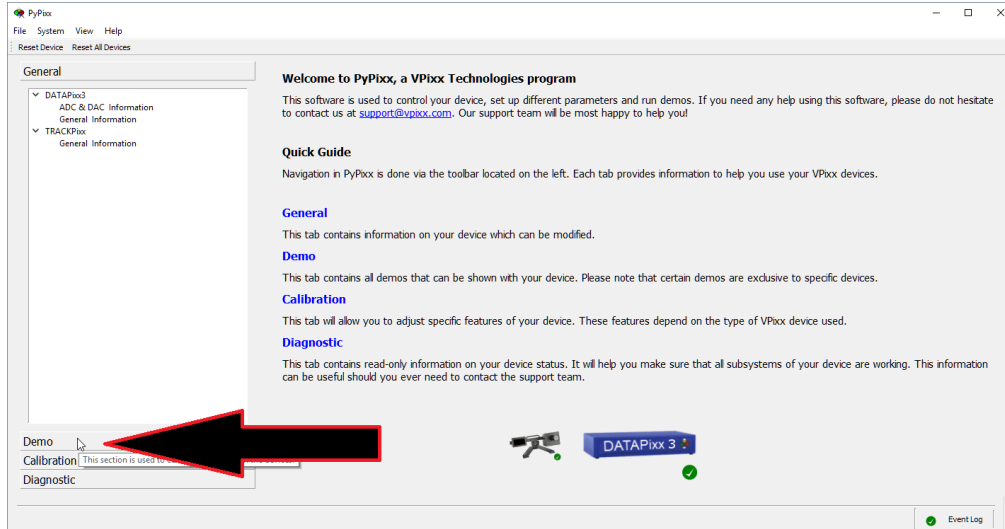 PyPixx
File System View Help
Reset Device Reset All Devices
General
DATAPixx3
ADC & DAC Information
General Information
TRACKPixx
General Information
Demo
Calibration
This section is used to
Diagnostic
Welcome to PyPixx, a VPixx Technologies program
This software is used to control your device, set up different parameters and run demos. If you need any help using this software, please do not hesitate
to contact us at support@vpixx.com. Our support team will be most happy to help you!
Quick Guide
Navigation in PyPixx is done via the toolbar located on the left. Each tab provides information to help you use your VPixx devices.
General
This tab contains information on your device which can be modified.
Demo
This tab contains all demos that can be shown with your device. Please note that certain demos are exclusive to specific devices.
Calibration
This tab will allow you to adjust specific features of your device. These features depend on the type of VPixx device used.
Diagnostic
This tab contains read-only information on your device status. It will help you make sure that all subsystems of your device are working. This information
can be useful should you ever need to contact the support team.
DATAPixx 3
Event Log